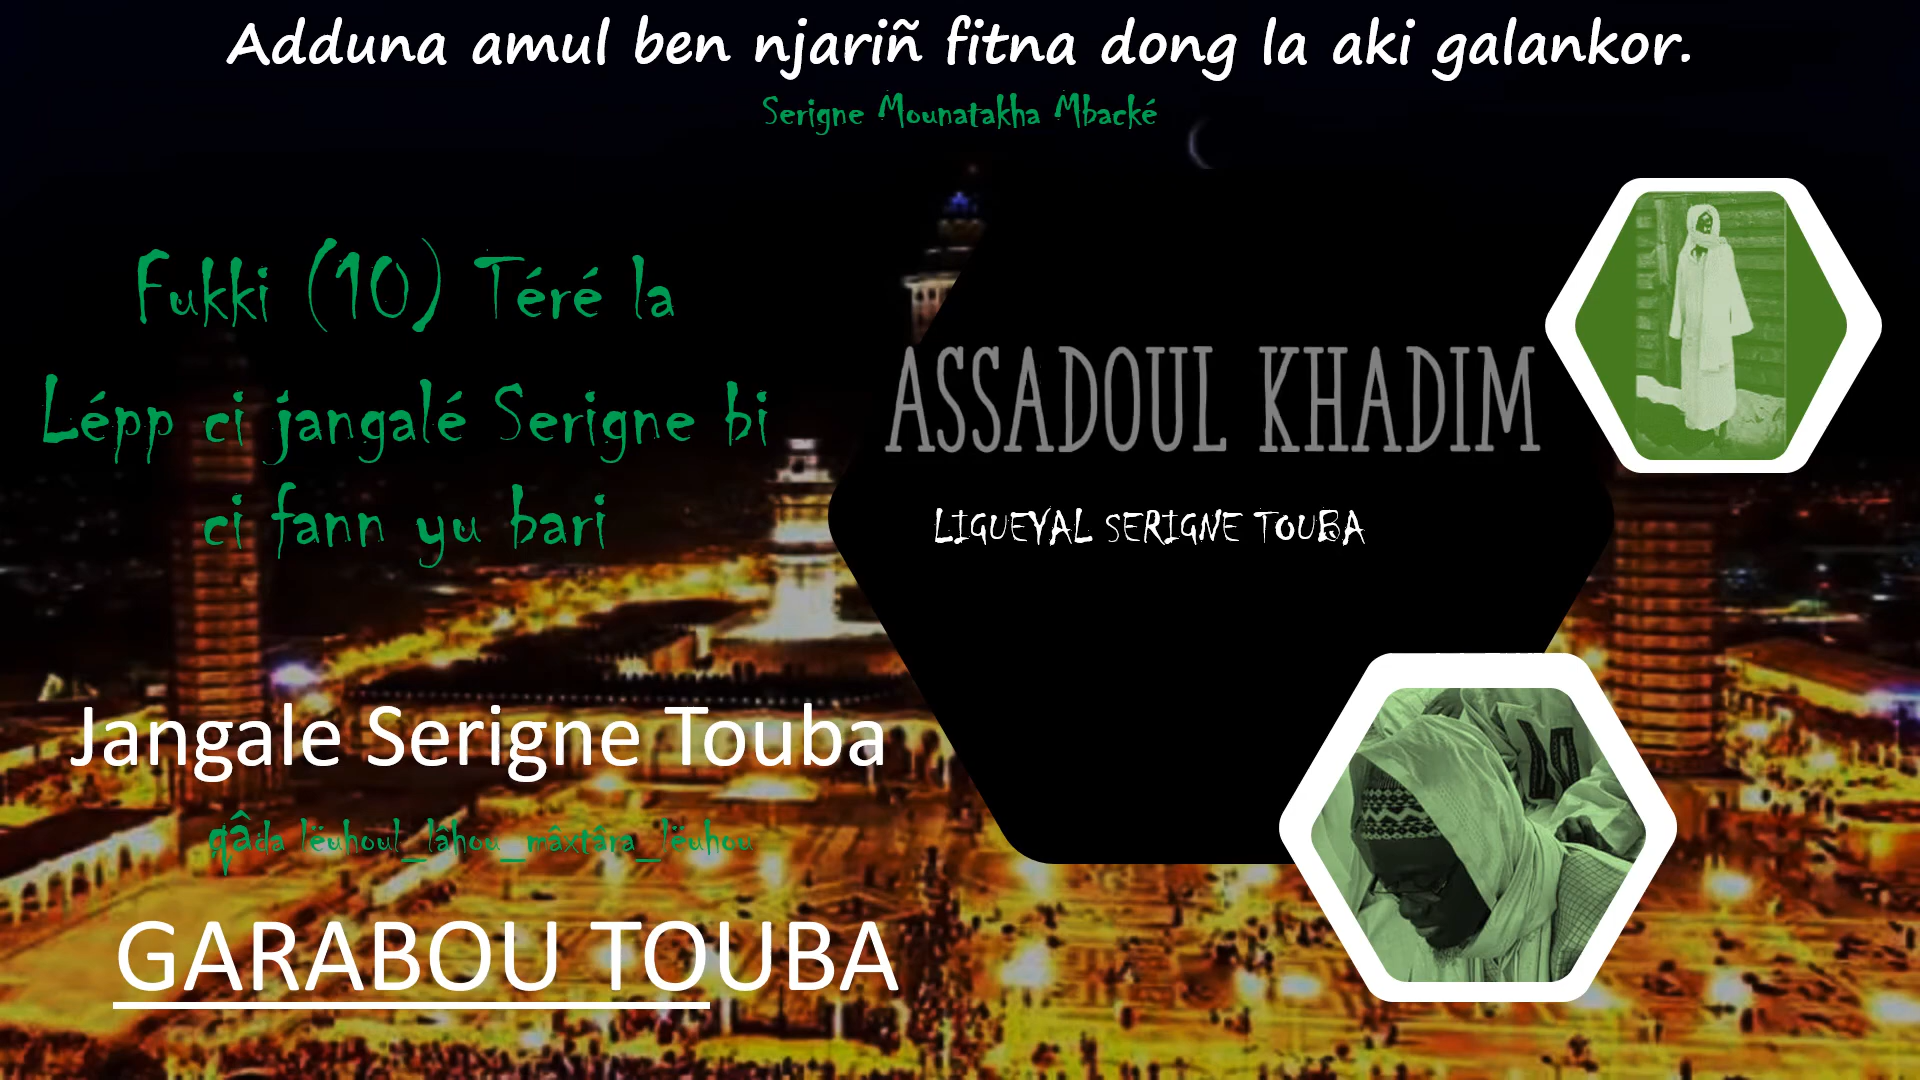 Adduna amul ben njariñ fitna dong la aki galankor.
Serigne Mounatakha Mbacké
Fukki (10) Téré la
Lépp ci jangalé Serigne bi
ci fann yu bari
ASSADOUL KHADIM
LIGUEYAL SERIGNE TOUBA
Jangale Serigne Touba
qâda lëuhoul_lâhou_mâxtâra_lëuhou
GARABOU TOUBA